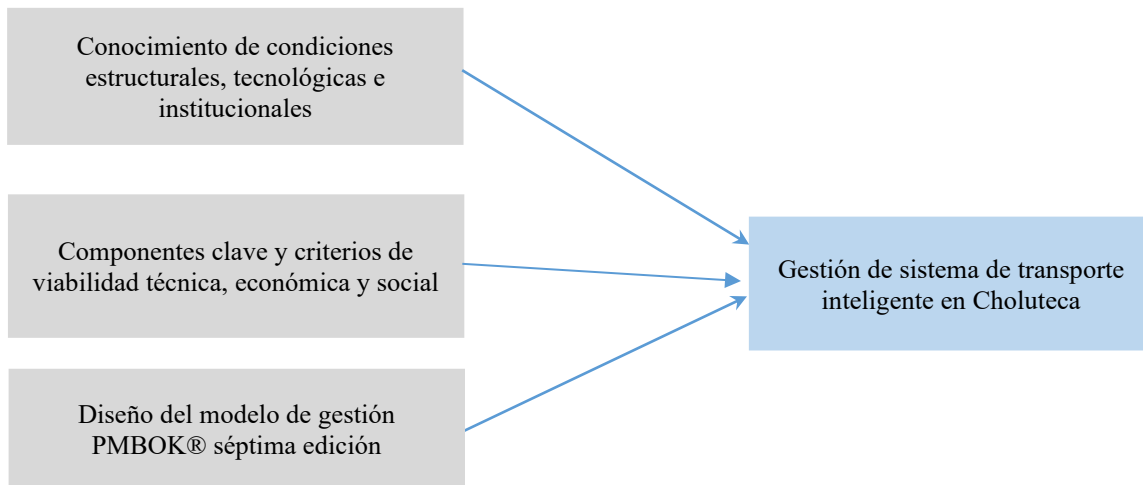 Conocimiento de condiciones
estructurales, tecnológicas e
institucionales
Componentes clave y criterios de
viabilidad técnica, económica y social
Diseño del modelo de gestión
PMBOK® séptima edición
Gestión de sistema de transporte
inteligente en Choluteca